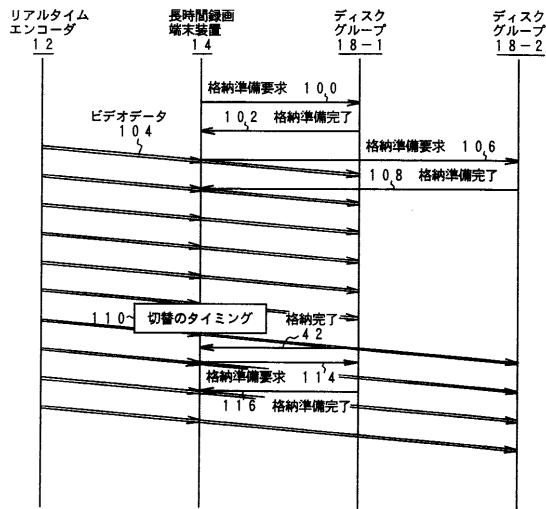 リアルタイム
エンコーダ
12
長時間録画
端末装置
14
ディスク
グループ
18-1
ディスク
グループ
18-2
格納準備要求 100
102 格納準備完了
ビデオデータ
104
格納準備要求 106
108 格納準備完了
110
切替のタイミング
格納完了
42
格納準備要求 114
116 格納準備完了